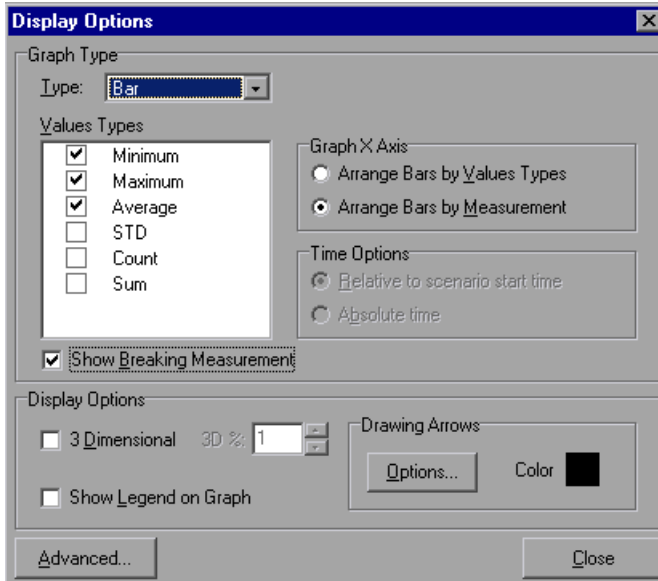 Display Options
Graph Type
Type: Bar
Values Types
Minimum
Maximum
Average
STD
Count
Sum
Graph X Axis
Arrange Bars by Values Types
Arrange Bars by Measurement
Time Options
Relative to scenario start time
Absolute time
Show Breaking Measurement
Display Options
3 Dimensional 3D %: 1
Show Legend on Graph
Drawing Arrows
Options... Color
Advanced... Close